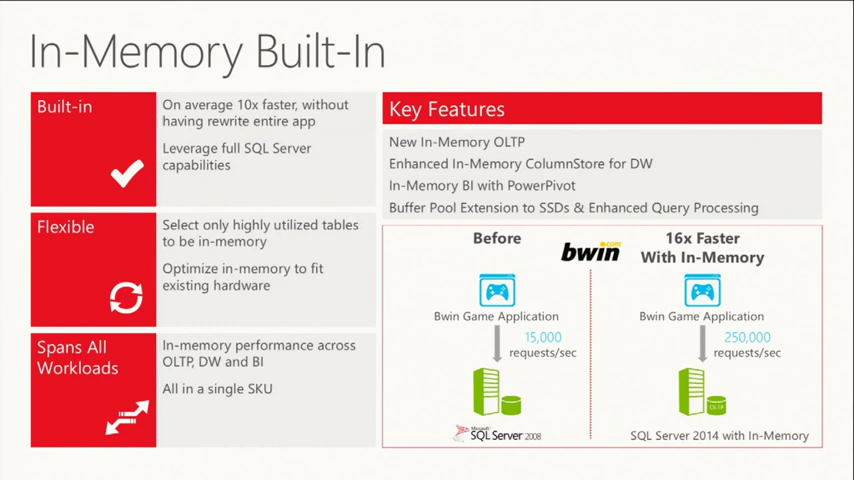 In-Memory Built-In
Built-in
On average 10x faster, without
having rewrite entire app
Leverage full SQL Server
capabilities
Flexible
Select only highly utilized tables
to be in-memory
Optimize in-memory to fit
existing hardware
Spans All
Workloads
In-memory performance across
OLTP, DW and BI
All in a single SKU
Key Features
New In-Memory OLTP
Enhanced In-Memory ColumnStore for DW
In-Memory BI with PowerPivot
Buffer Pool Extension to SSDs & Enhanced Query Processing
Before
bwin.com
16x Faster
With In-Memory
Bwin Game Application
15,000
requests/sec
Microsoft
SQL Server 2008
Bwin Game Application
250,000
requests/sec
OLTP
SQL Server 2014 with In-Memory